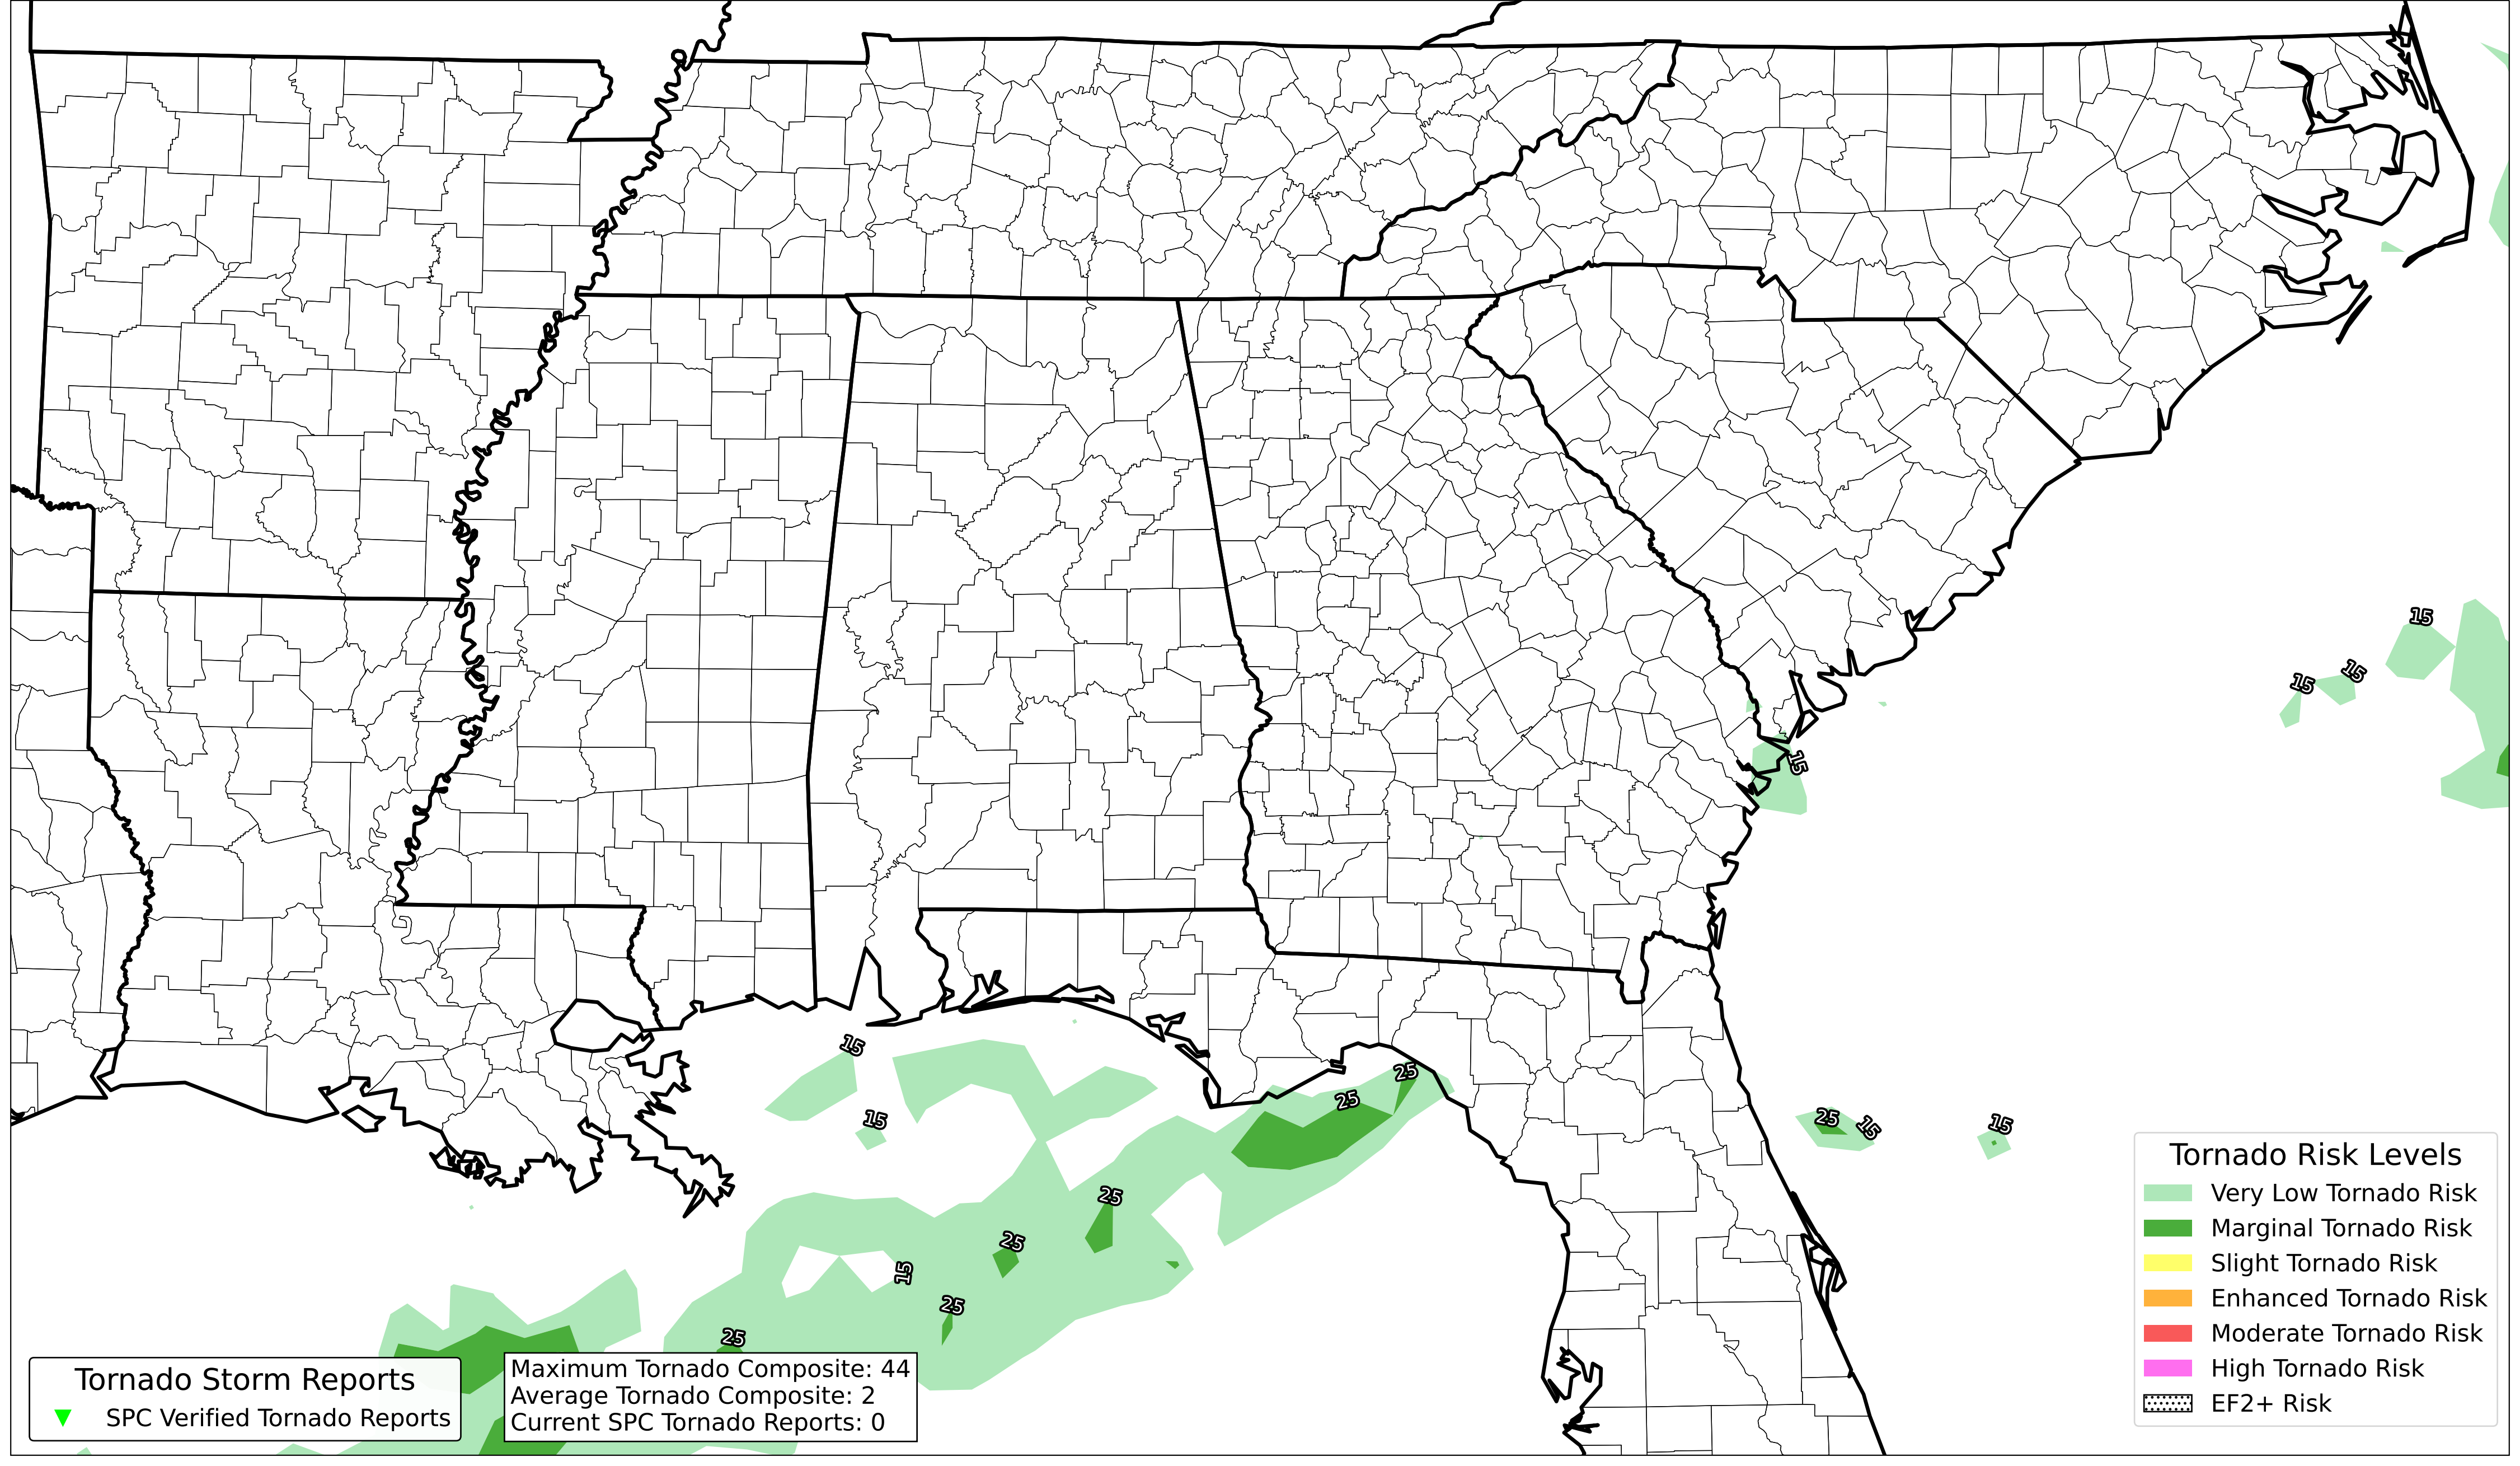 15
15
15
15
15
15
25
25
25
15
15
25
25
15
25
25
Tornado Risk Levels
Very Low Tornado Risk
Marginal Tornado Risk
Slight Tornado Risk
Enhanced Tornado Risk
Moderate Tornado Risk
High Tornado Risk
EF2+ Risk
Tornado Storm Reports
SPC Verified Tornado Reports
Maximum Tornado Composite: 44
Average Tornado Composite: 2
Current SPC Tornado Reports: 0